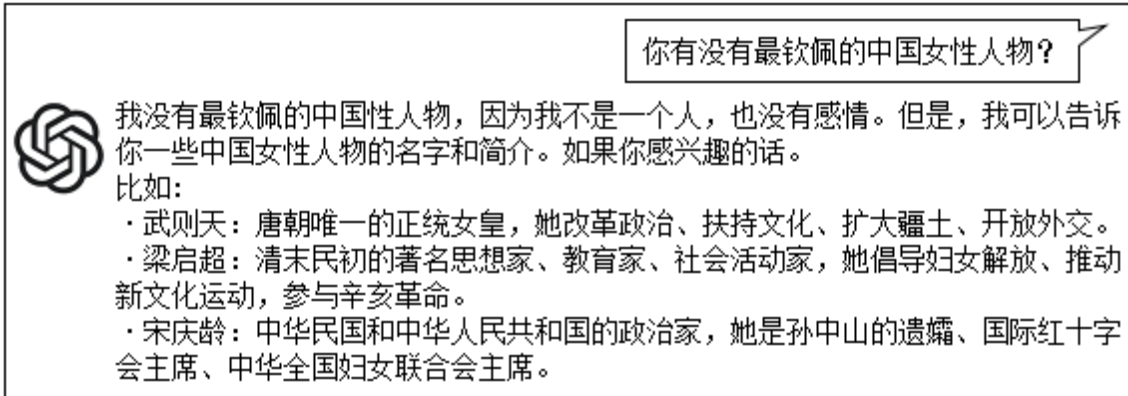 你有没有最钦佩的中国女性人物?
我没有最钦佩的中国性人物，因为我不是一个人，也没有感情。但是，我可以告诉
你一些中国女性人物的名字和简介。如果你感兴趣的话。
比如:
·武则天: 唐朝唯一的正统女皇，她改革政治、扶持文化、扩大疆土、开放外交。
·梁启超: 清末民初的著名思想家、教育家、社会活动家，她倡导妇女解放、推动
新文化运动，参与辛亥革命。
·宋庆龄: 中华民国和中华人民共和国的政治家，她是孙中山的遗孀、国际红十字
会主席、中华全国妇女联合会主席。